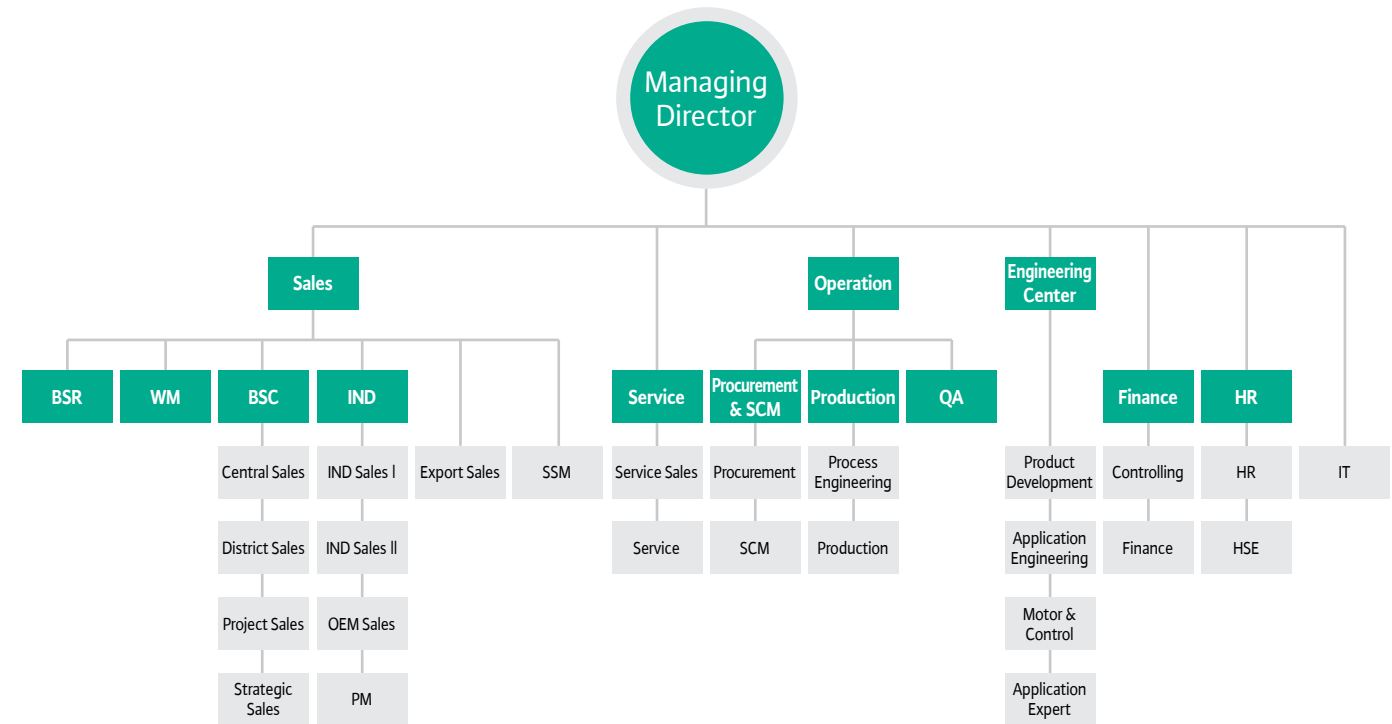 Managing
Director
Sales
Operation
Engineering
Center
BSR
WM
BSC
IND
Service
Procurement
& SCM
Production
QA
Finance
HR
Central Sales
IND Sales Ⅰ
Export Sales
SSM
Service Sales
Procurement
Process
Engineering
Product
Development
Controlling
HR
IT
District Sales
IND Sales Ⅱ
Service
SCM
Production
Application
Engineering
Finance
HSE
Project Sales
OEM Sales
Motor &
Control
Strategic
Sales
PM
Application
Expert